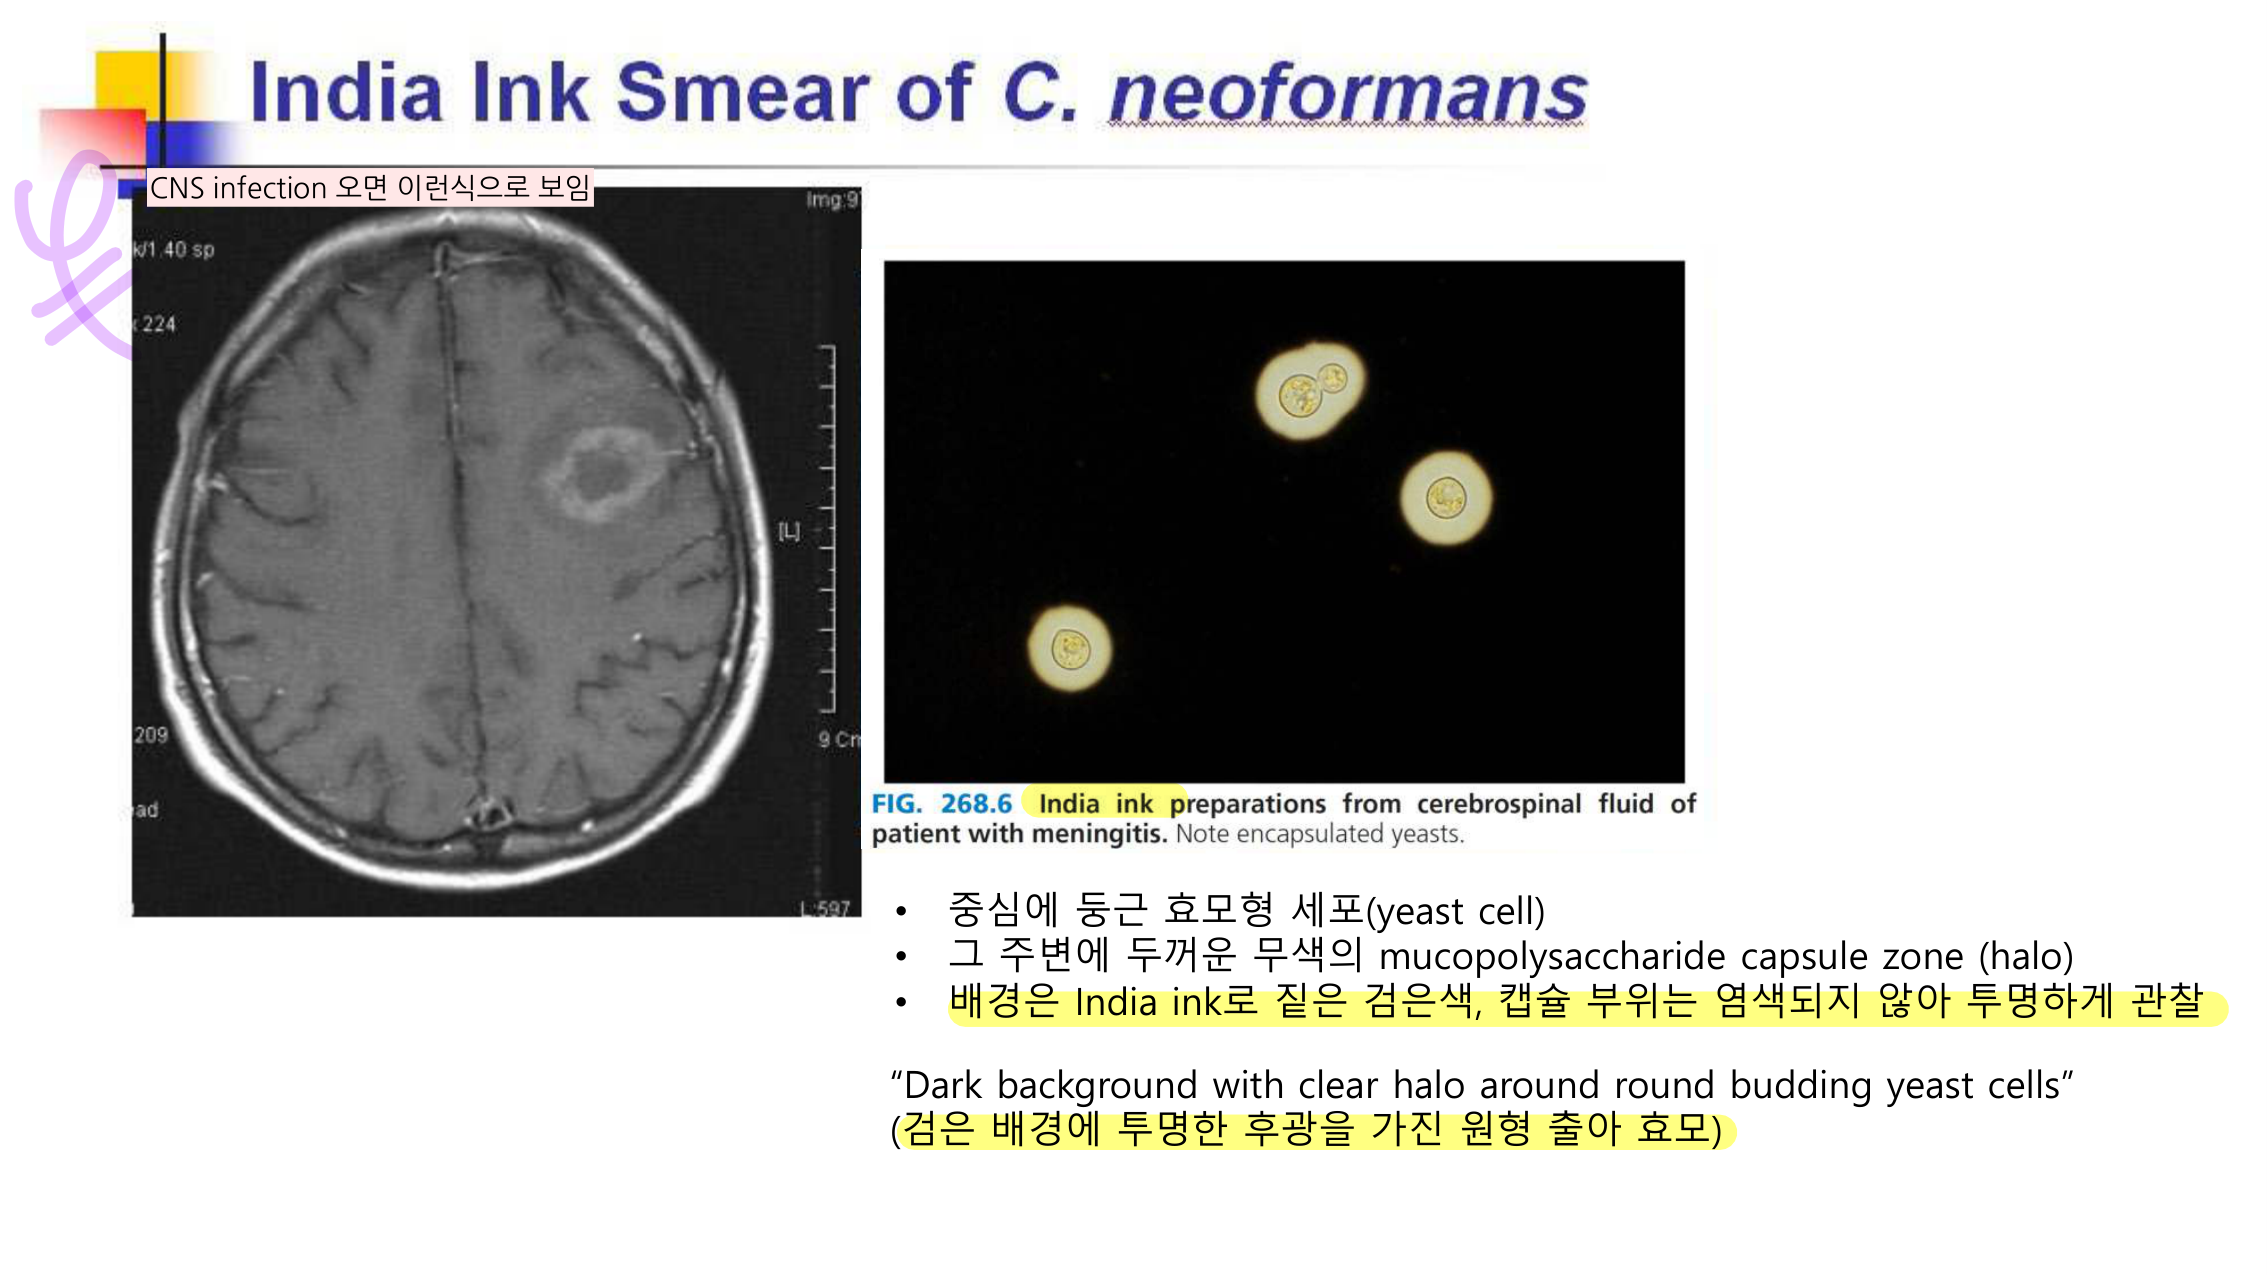 India Ink Smear of C. neoformans
CNS infection 오면 이런식으로 보임
Img:9
k/1.40 sp
224
[L]
209
9 Cm
ad
L:597
FIG. 268.6 India ink preparations from cerebrospinal fluid of
patient with meningitis. Note encapsulated yeasts.
• 중심에 둥근 효모형 세포(yeast cell)
• 그 주변에 두꺼운 무색의 mucopolysaccharide capsule zone (halo)
• 배경은 India ink로 짙은 검은색, 캡슐 부위는 염색되지 않아 투명하게 관찰
“Dark background with clear halo around round budding yeast cells”
(검은 배경에 투명한 후광을 가진 원형 출아 효모)